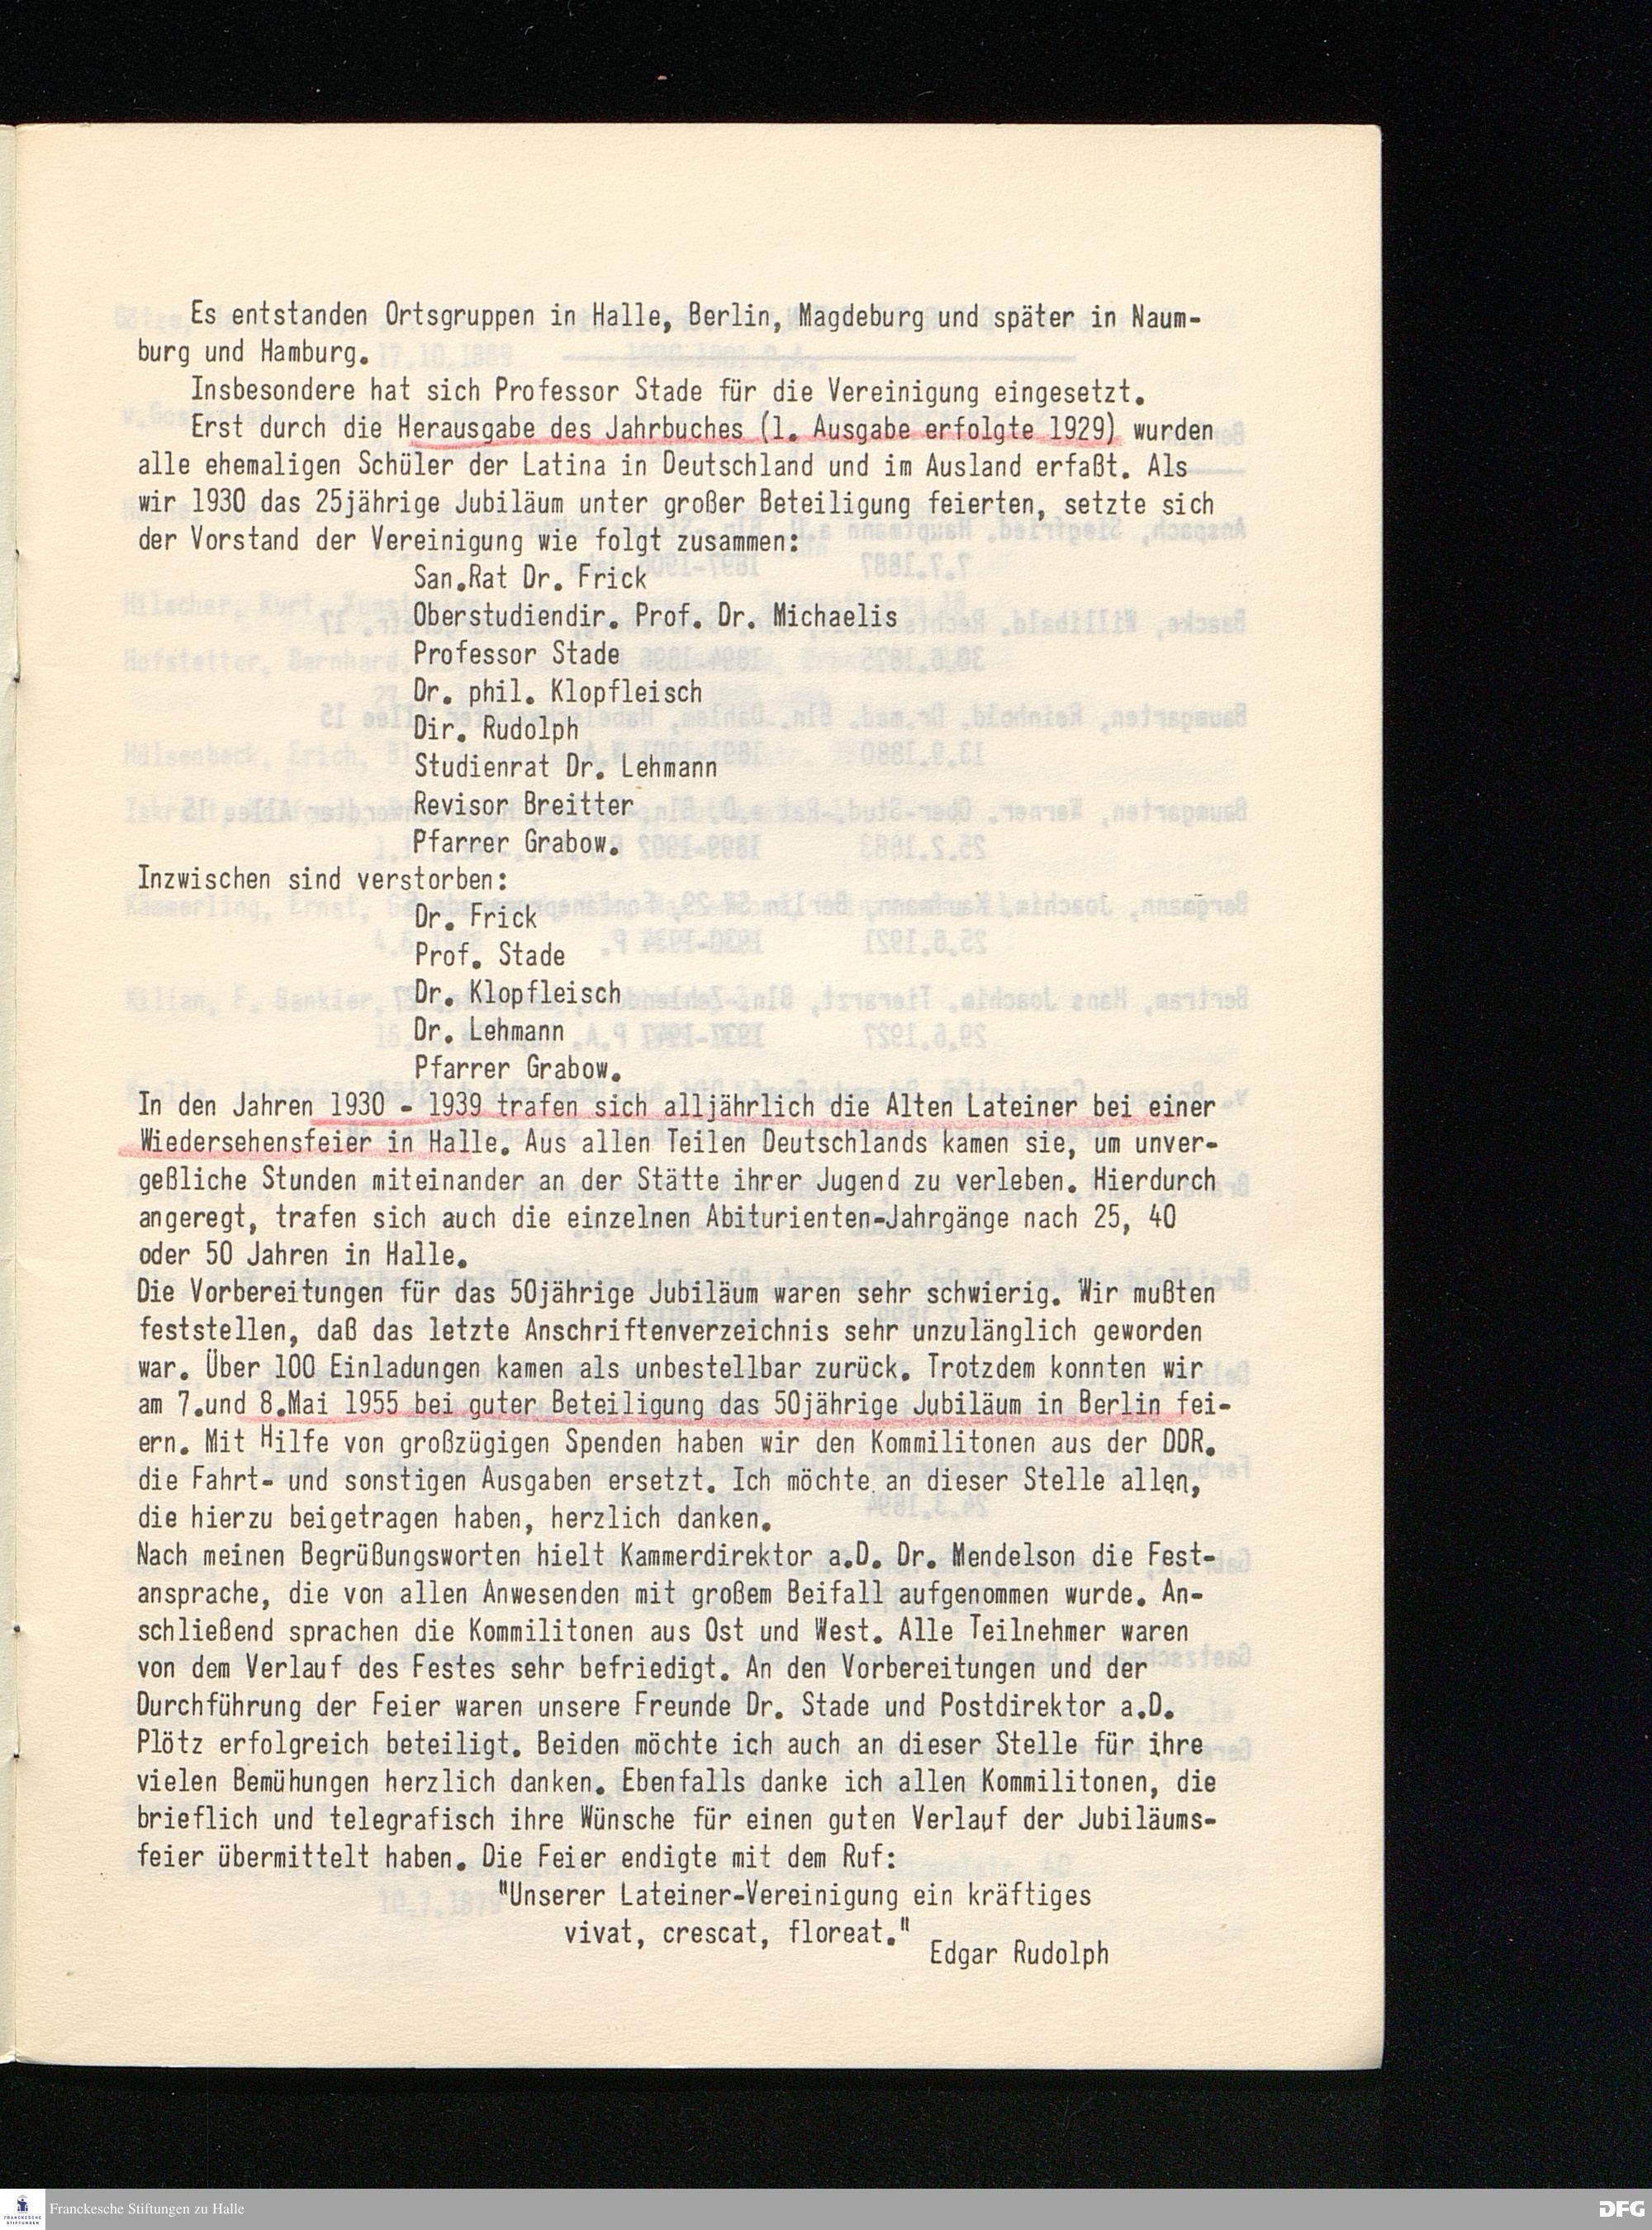 Es entstanden Ortsgruppen in Halle, Berlin, Magdeburg und später in Naum-
burg und Hamburg.
Insbesondere hat sich Professor Stade für die Vereinigung eingesetzt.
Erst durch die Herausgabe des Jahrbuches (1. Ausgabe erfolgte 1929) wurden
alle ehemaligen Schüler der Latina in Deutschland und im Ausland erfaßt. Als
wir 1930 das 25jährige Jubiläum unter großer Beteiligung feierten, setzte sich
der Vorstand der Vereinigung wie folgt zusammen:
San.Rat Dr. Frick
Oberstudiendir. Prof. Dr. Michaelis
Professor Stade
Dr. phil. Klopfleisch
Dir. Rudolph
Studienrat Dr. Lehmann
Revisor Breitter
Pfarrer Grabow.
Inzwischen sind verstorben:
Dr. Frick
Prof. Stade
Dr. Klopfleisch
Dr. Lehmann
Pfarrer Grabow.
In den Jahren 1930 - 1939 trafen sich alljährlich die Alten Lateiner bei einer
Wiedersehensfeier in Halle. Aus allen Teilen Deutschlands kamen sie, um unver-
geßliche Stunden miteinander an der Stätte ihrer Jugend zu verleben. Hierdurch
angeregt, trafen sich auch die einzelnen Abiturienten-Jahrgänge nach 25, 40
oder 50 Jahren in Halle.
Die Vorbereitungen für das 50jährige Jubiläum waren sehr schwierig. Wir mußten
feststellen, daß das letzte Anschriftenverzeichnis sehr unzulänglich geworden
war. Über 100 Einladungen kamen als unbestellbar zurück. Trotzdem konnten wir
am 7.und 8.Mai 1955 bei guter Beteiligung das 50jährige Jubiläum in Berlin fei-
ern. Mit Hilfe von großzügigen Spenden haben wir den Kommilitonen aus der DDR.
die Fahrt- und sonstigen Ausgaben ersetzt. Ich möchte an dieser Stelle allen,
die hierzu beigetragen haben, herzlich danken.
Nach meinen Begrüßungsworten hielt Kammerdirektor a.D. Dr. Mendelson die Fest-
ansprache, die von allen Anwesenden mit großem Beifall aufgenommen wurde. An-
schließend sprachen die Kommilitonen aus Ost und West. Alle Teilnehmer waren
von dem Verlauf des Festes sehr befriedigt. An den Vorbereitungen und der
Durchführung der Feier waren unsere Freunde Dr. Stade und Postdirektor a.D.
Plötz erfolgreich beteiligt. Beiden möchte ich auch an dieser Stelle für ihre
vielen Bemühungen herzlich danken. Ebenfalls danke ich allen Kommilitonen, die
brieflich und telegrafisch ihre Wünsche für einen guten Verlauf der Jubiläums-
feier übermittelt haben. Die Feier endigte mit dem Ruf:
"Unserer Lateiner-Vereinigung ein kräftiges
vivat, crescat, floreat."
Edgar Rudolph
Franckesche Stiftungen zu Halle
DFG